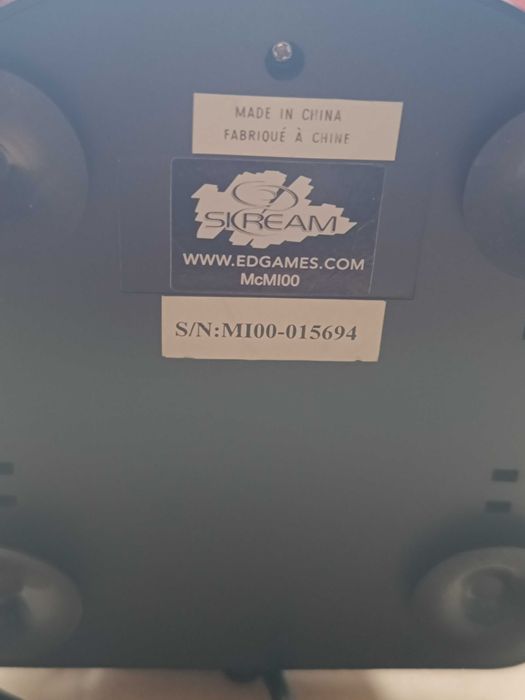 MADE IN CHINA
FABRIQUÉ À CHINE
SKREAM
WWW.EDGAMES.COM
McMI00
S/N:MI00-015694